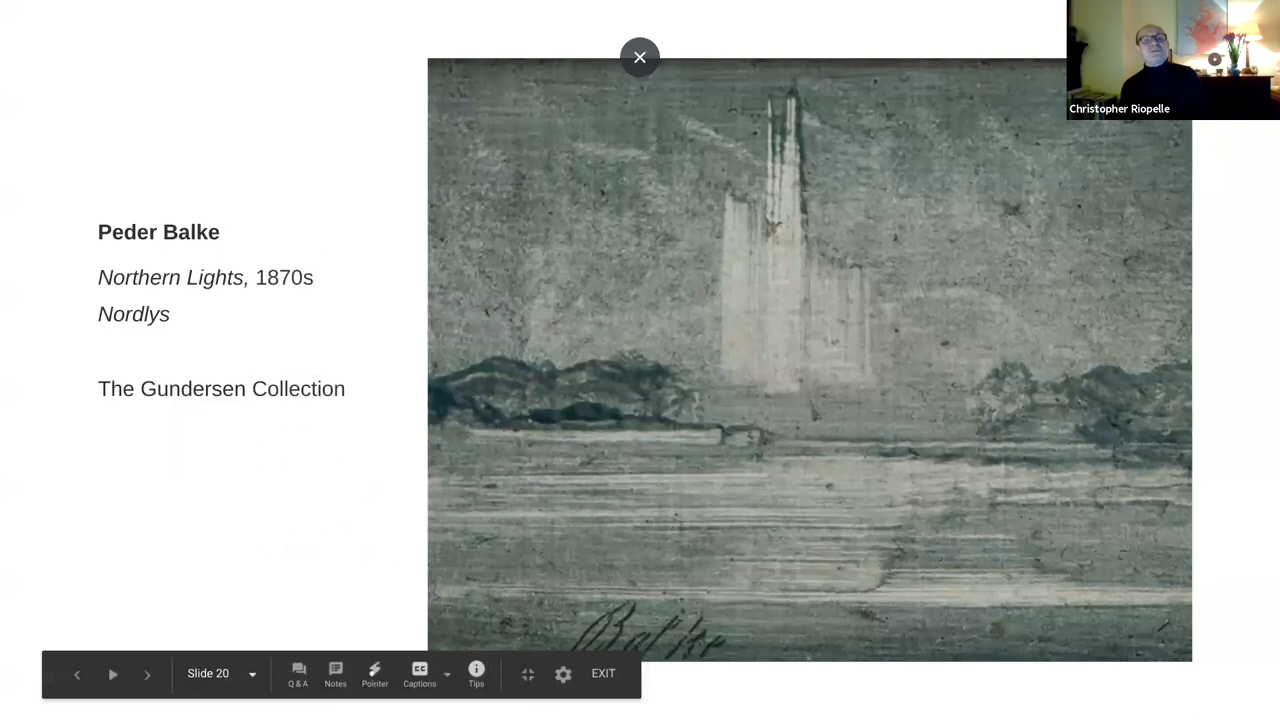 Christopher Riopelle
Peder Balke
Northern Lights, 1870s
Nordlys
The Gundersen Collection
Balke
Slide 20
Q & A
Notes
Pointer
CC
Captions
Tips
EXIT